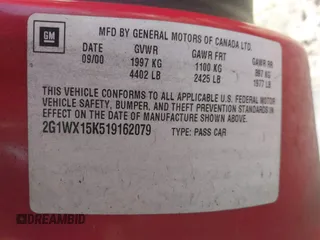 GM
MFD BY GENERAL MOTORS OF CANADA LTD.
DATE GVWR GAWR FRT GAWR RR
09/00 1997 KG 1100 KG 897 KG
4402 LB 2425 LB 1977 LB
THIS VEHICLE CONFORMS TO ALL APPLICABLE U.S. FEDERAL MOTOR
VEHICLE SAFETY, BUMPER, AND THEFT PREVENTION STANDARDS IN
EFFECT ON THE DATE OF MANUFACTURE SHOWN ABOVE.
2G1WX15K519162079 TYPE: PASS CAR
DREAMBID